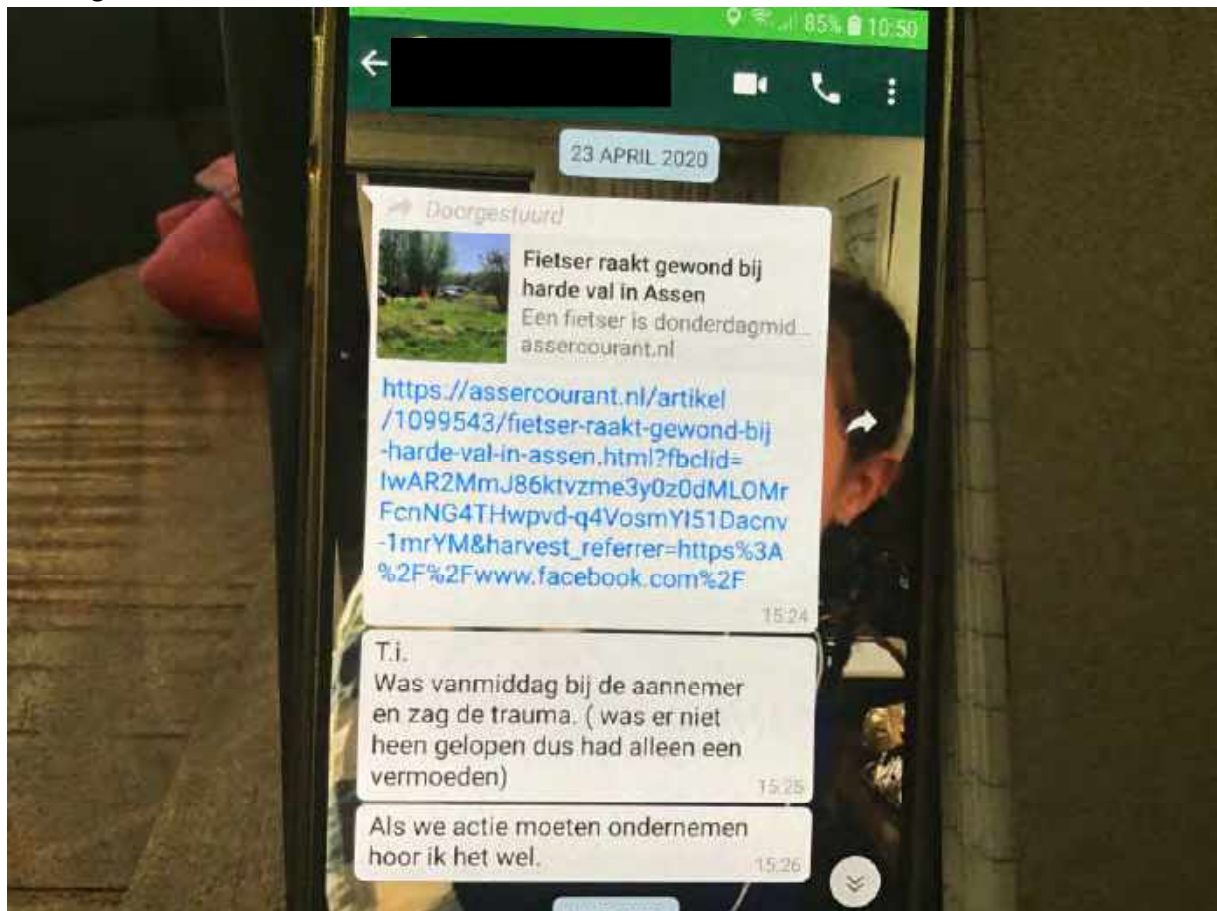 85% 10:50
23 APRIL 2020
Doorgestuurd
Fietser raakt gewond bij
harde val in Assen
Een fietser is donderdagmid...
assercourant.nl
https://assercourant.nl/artikel
/1099543/fietser-raakt-gewond-bij
-harde-val-in-assen.html?fbclid=
IwAR2MmJ86ktvzme3y0z0dMLOMr
FcnNG4THwpvd-q4VosmYI51Dacnv
-1mrYM&harvest_referrer=https%3A
%2F%2Fwww.facebook.com%2F
15:24
T.i.
Was vanmiddag bij de aannemer
en zag de trauma. ( was er niet
heen gelopen dus had alleen een
vermoeden)
15:25
Als we actie moeten ondernemen
hoor ik het wel.
15:26